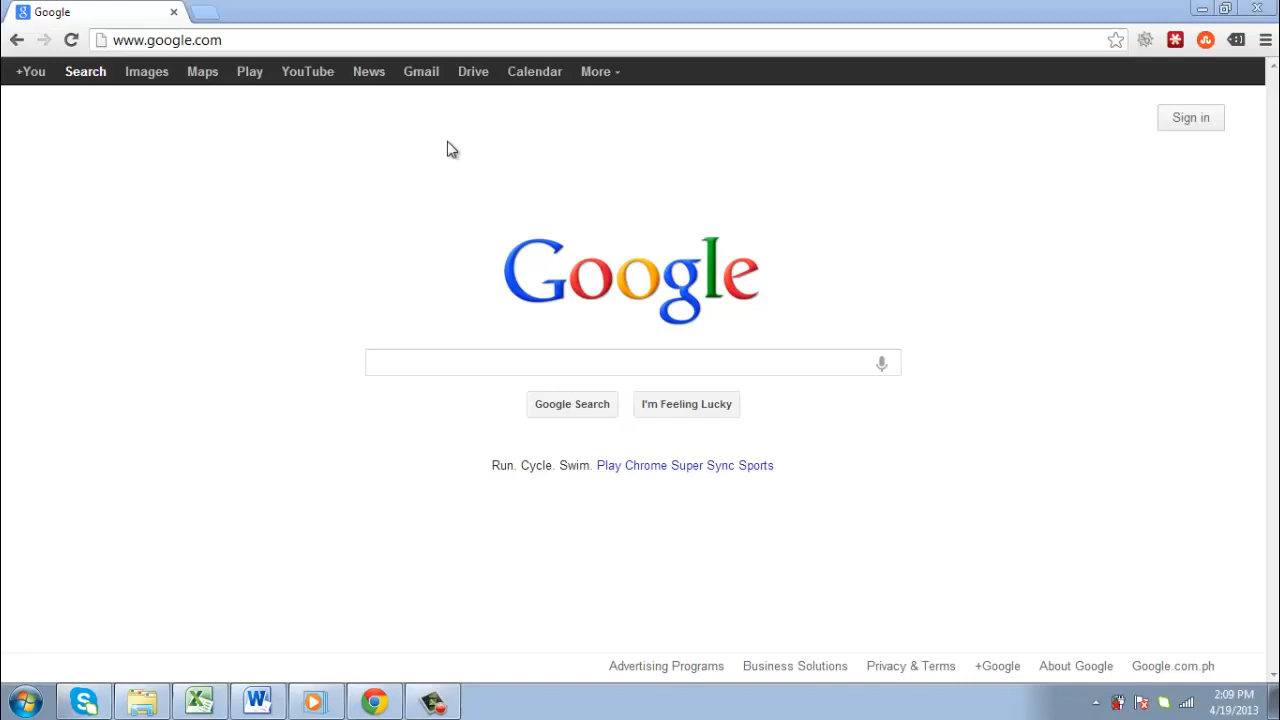 Google
www.google.com
+You Search Images Maps Play YouTube News Gmail Drive Calendar More
Sign in
Google
Google Search I'm Feeling Lucky
Run. Cycle. Swim. Play Chrome Super Sync Sports
Advertising Programs Business Solutions Privacy & Terms +Google About Google Google.com.ph
2:09 PM
4/19/2013